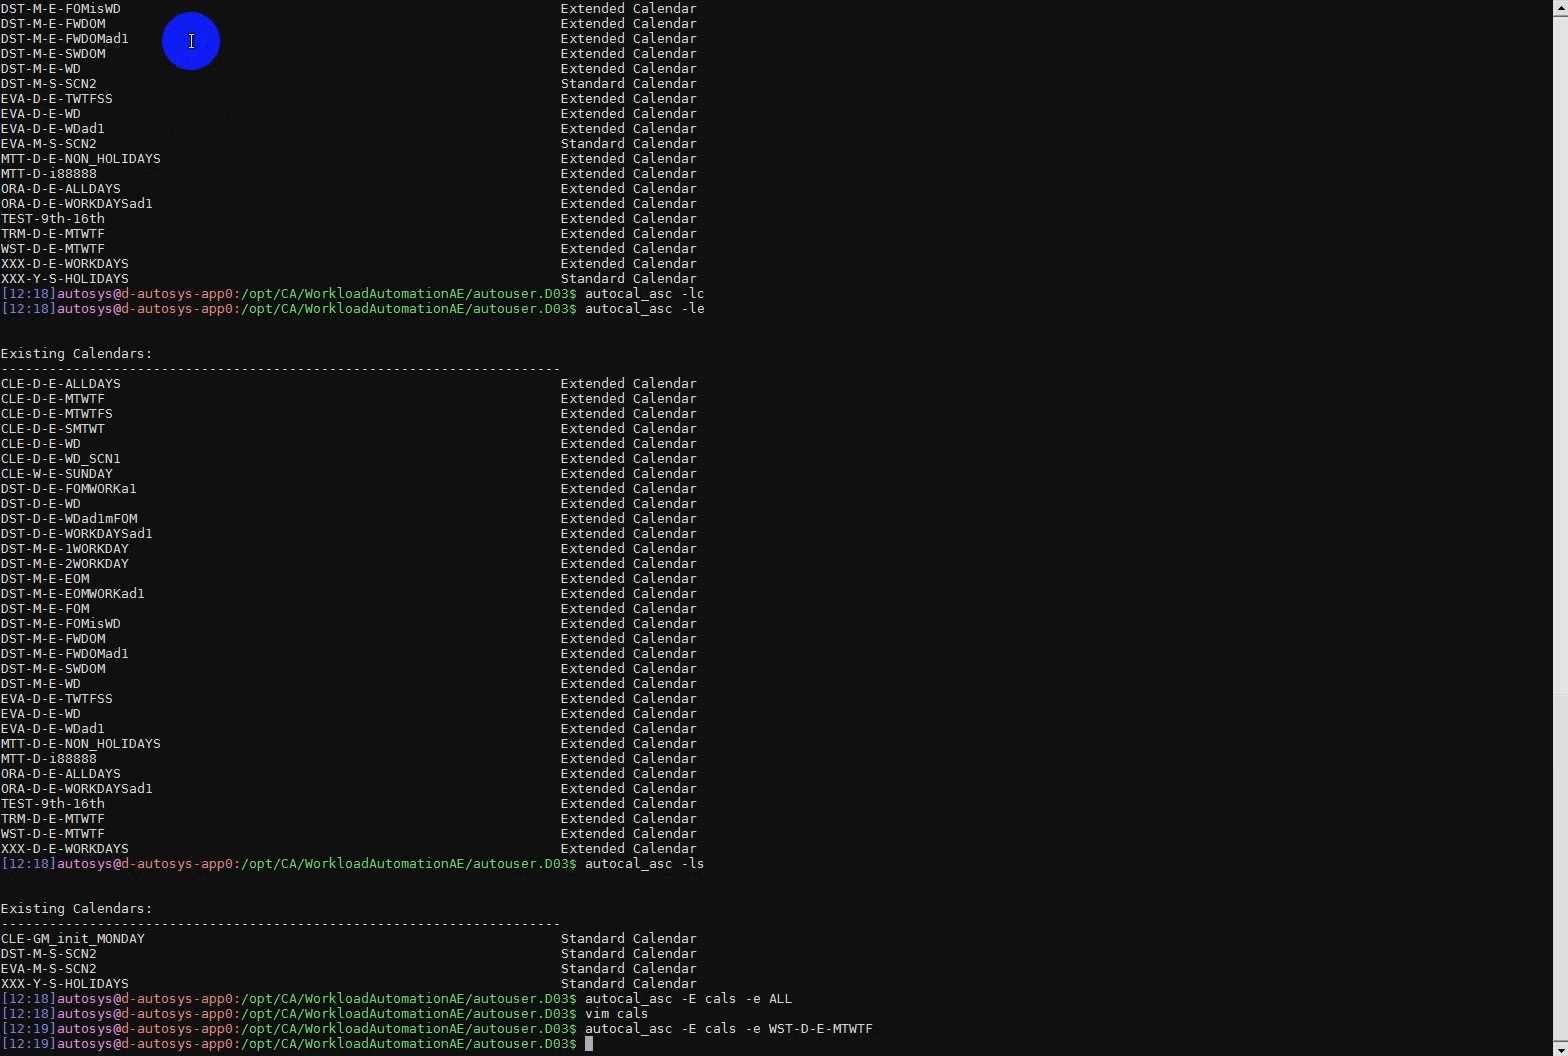 DST-M-E-FOMisWD Extended Calendar
DST-M-E-FWDOM Extended Calendar
DST-M-E-FWDOMad1 Extended Calendar
DST-M-E-SWDOM Extended Calendar
DST-M-E-WD Extended Calendar
DST-M-S-SCN2 Standard Calendar
EVA-D-E-TWTFSS Extended Calendar
EVA-D-E-WD Extended Calendar
EVA-D-E-WDad1 Extended Calendar
EVA-M-S-SCN2 Standard Calendar
MTT-D-E-NON_HOLIDAYS Extended Calendar
MTT-D-i88888 Extended Calendar
ORA-D-E-ALLDAYS Extended Calendar
ORA-D-E-WORKDAYSad1 Extended Calendar
TEST-9th-16th Extended Calendar
TRM-D-E-MTWTF Extended Calendar
WST-D-E-MTWTF Extended Calendar
XXX-D-E-WORKDAYS Extended Calendar
XXX-Y-S-HOLIDAYS Standard Calendar
[12:18]autosys@d-autosys-app0:/opt/CA/WorkloadAutomationAE/autouser.D03$ autocal_asc -lc
[12:18]autosys@d-autosys-app0:/opt/CA/WorkloadAutomationAE/autouser.D03$ autocal_asc -le
Existing Calendars:
----------------------------------------------------------------------
CLE-D-E-ALLDAYS Extended Calendar
CLE-D-E-MTWTF Extended Calendar
CLE-D-E-MTWTFS Extended Calendar
CLE-D-E-SMTWT Extended Calendar
CLE-D-E-WD Extended Calendar
CLE-D-E-WD_SCN1 Extended Calendar
CLE-W-E-SUNDAY Extended Calendar
DST-D-E-FOMWORKa1 Extended Calendar
DST-D-E-WD Extended Calendar
DST-D-E-WDad1mFOM Extended Calendar
DST-D-E-WORKDAYSad1 Extended Calendar
DST-M-E-1WORKDAY Extended Calendar
DST-M-E-2WORKDAY Extended Calendar
DST-M-E-EOM Extended Calendar
DST-M-E-EOMWORKad1 Extended Calendar
DST-M-E-FOM Extended Calendar
DST-M-E-FOMisWD Extended Calendar
DST-M-E-FWDOM Extended Calendar
DST-M-E-FWDOMad1 Extended Calendar
DST-M-E-SWDOM Extended Calendar
DST-M-E-WD Extended Calendar
EVA-D-E-TWTFSS Extended Calendar
EVA-D-E-WD Extended Calendar
EVA-D-E-WDad1 Extended Calendar
MTT-D-E-NON_HOLIDAYS Extended Calendar
MTT-D-i88888 Extended Calendar
ORA-D-E-ALLDAYS Extended Calendar
ORA-D-E-WORKDAYSad1 Extended Calendar
TEST-9th-16th Extended Calendar
TRM-D-E-MTWTF Extended Calendar
WST-D-E-MTWTF Extended Calendar
XXX-D-E-WORKDAYS Extended Calendar
[12:18]autosys@d-autosys-app0:/opt/CA/WorkloadAutomationAE/autouser.D03$ autocal_asc -ls
Existing Calendars:
----------------------------------------------------------------------
CLE-GM_init_MONDAY Standard Calendar
DST-M-S-SCN2 Standard Calendar
EVA-M-S-SCN2 Standard Calendar
XXX-Y-S-HOLIDAYS Standard Calendar
[12:18]autosys@d-autosys-app0:/opt/CA/WorkloadAutomationAE/autouser.D03$ autocal_asc -E cals -e ALL
[12:18]autosys@d-autosys-app0:/opt/CA/WorkloadAutomationAE/autouser.D03$ vim cals
[12:19]autosys@d-autosys-app0:/opt/CA/WorkloadAutomationAE/autouser.D03$ autocal_asc -E cals -e WST-D-E-MTWTF
[12:19]autosys@d-autosys-app0:/opt/CA/WorkloadAutomationAE/autouser.D03$